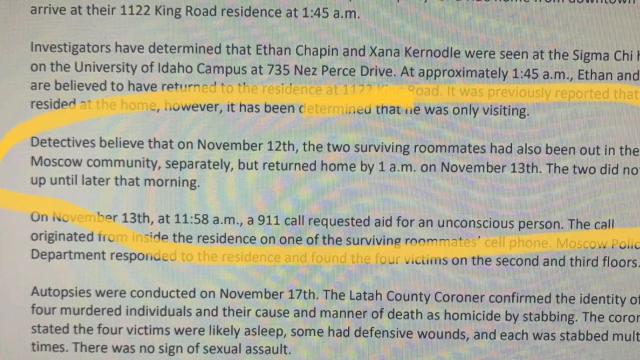 arrive at their 1122 King Road residence at 1:45 a.m.
Investigators have determined that Ethan Chapin and Xana Kernodle were seen at the Sigma Chi
on the University of Idaho Campus at 735 Nez Perce Drive. At approximately 1:45 a.m., Ethan and
are believed to have returned to the residence at 1122 Road. It was previously reported that
resided at the home, however, it has been determined that he was only visiting.
Detectives believe that on November 12th, the two surviving roommates had also been out in the
Moscow community, separately, but returned home by 1 a.m. on November 13th. The two did no
up until later that morning.
On November 13th, at 11:58 a.m., a 911 call requested aid for an unconscious person. The call
originated from inside the residence on one of the surviving roommates' cell phone. Moscow Polic
Department responded to the residence and found the four victims on the second and third floors.
Autopsies were conducted on November 17th. The Latah County Coroner confirmed the identity of
four murdered individuals and their cause and manner of death as homicide by stabbing. The coron
stated the four victims were likely asleep, some had defensive wounds, and each was stabbed mult
times. There was no sign of sexual assault.